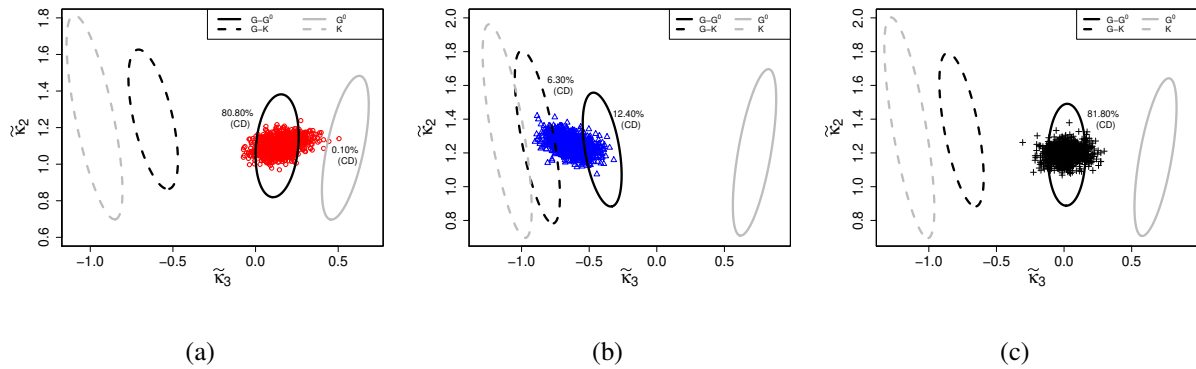 G−G⁰
G−K
G⁰
K
80.80%
(CD)
0.10%
(CD)
0.6 0.8 1.0 1.2 1.4 1.6 1.8
κ̃₂
−1.0 −0.5 0.0 0.5
κ̃₃
(a)
G−G⁰
G−K
G⁰
K
6.30%
(CD)
12.40%
(CD)
0.8 1.0 1.2 1.4 1.6 1.8 2.0
κ̃₂
−1.0 −0.5 0.0 0.5
κ̃₃
(b)
G−G⁰
G−K
G⁰
K
81.80%
(CD)
0.8 1.0 1.2 1.4 1.6 1.8 2.0
κ̃₂
−1.0 −0.5 0.0 0.5
κ̃₃
(c)